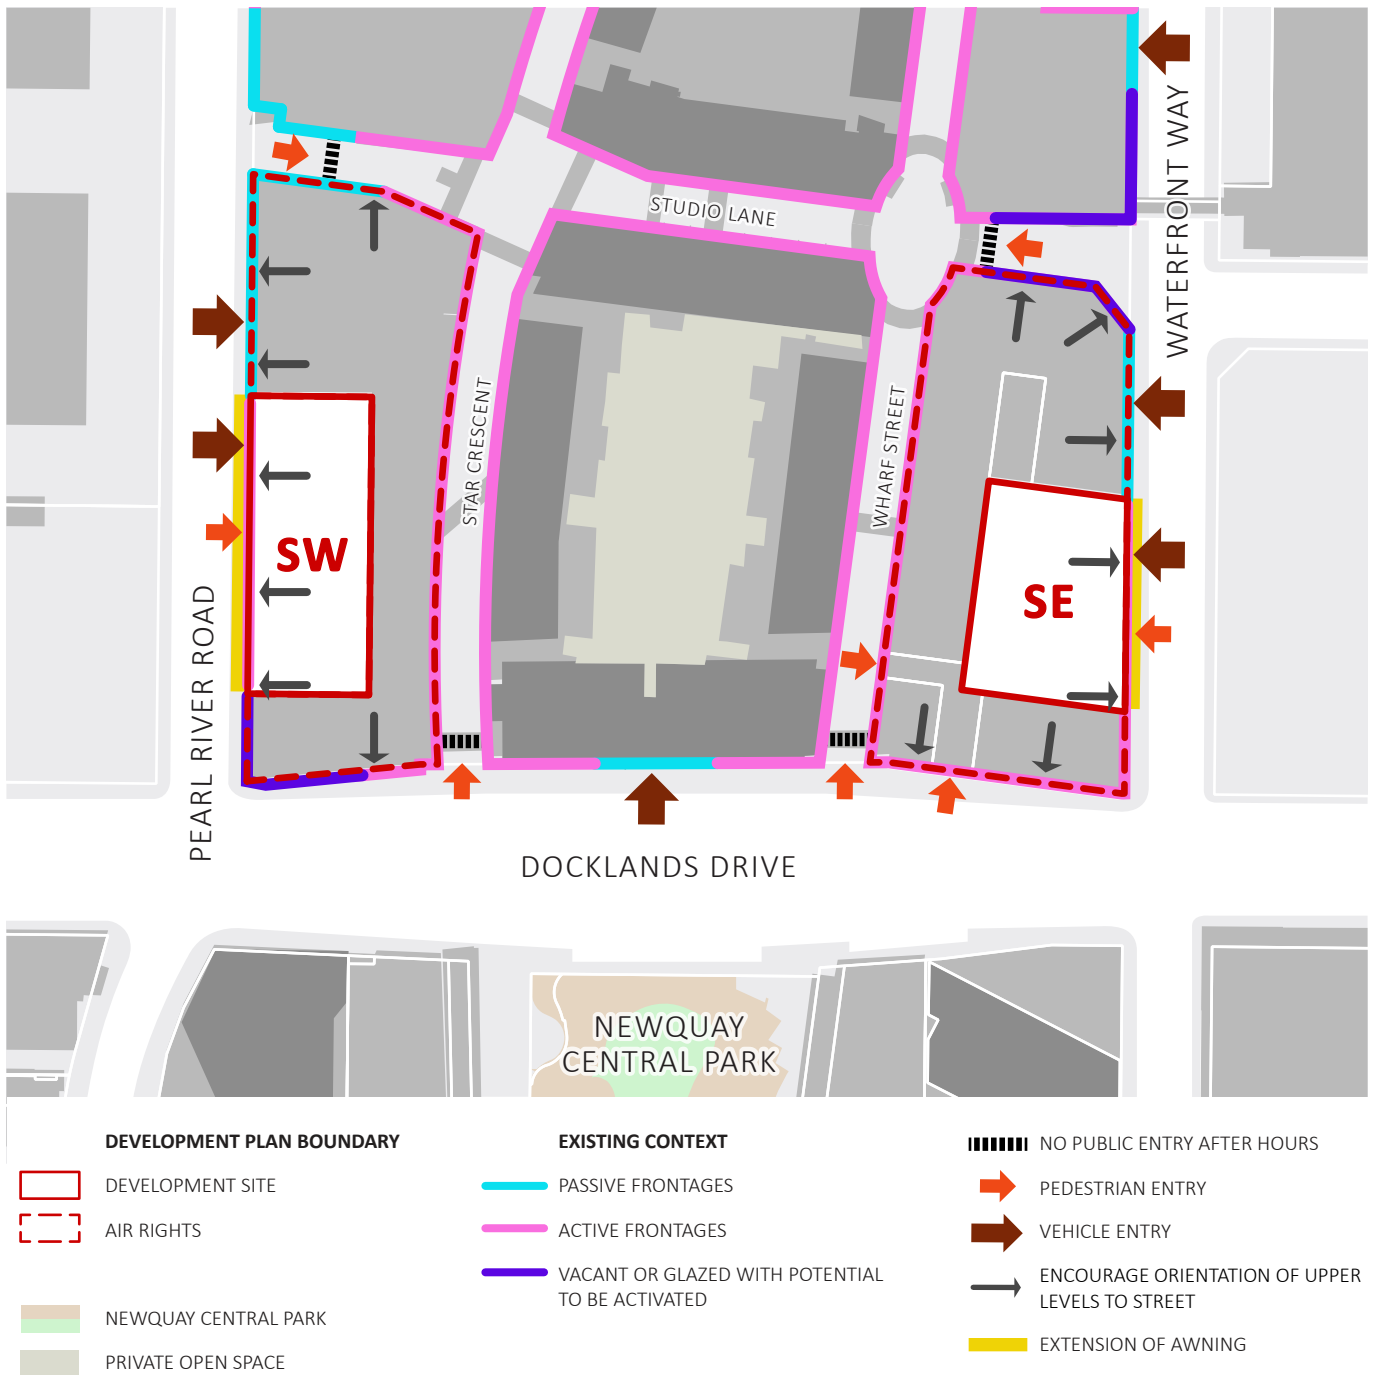 WATERFRONT WAY
STUDIO LANE
STAR CRESCENT
WHARF STREET
SW
SE
PEARL RIVER ROAD
DOCKLANDS DRIVE
NEWQUAY
CENTRAL PARK
DEVELOPMENT PLAN BOUNDARY
DEVELOPMENT SITE
AIR RIGHTS
NEWQUAY CENTRAL PARK
PRIVATE OPEN SPACE
EXISTING CONTEXT
PASSIVE FRONTAGES
ACTIVE FRONTAGES
VACANT OR GLAZED WITH POTENTIAL
TO BE ACTIVATED
NO PUBLIC ENTRY AFTER HOURS
PEDESTRIAN ENTRY
VEHICLE ENTRY
ENCOURAGE ORIENTATION OF UPPER
LEVELS TO STREET
EXTENSION OF AWNING